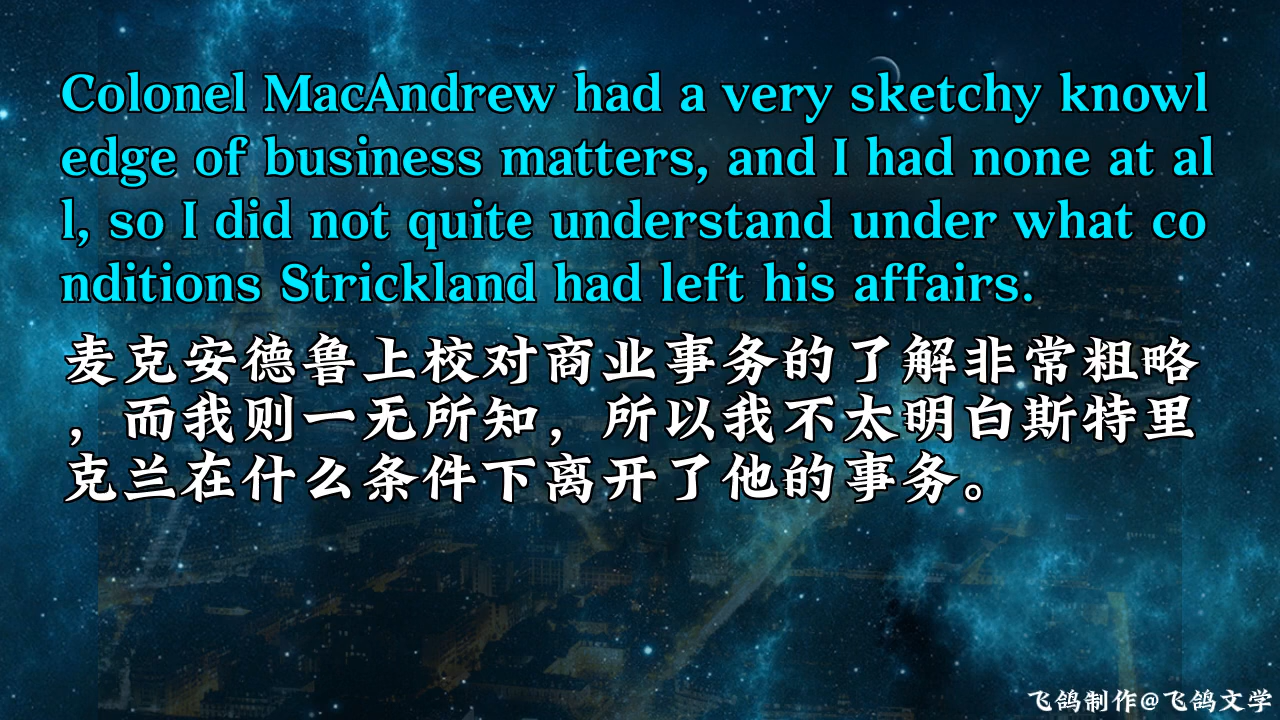 Colonel MacAndrew had a very sketchy knowl
edge of business matters, and I had none at al
l, so I did not quite understand under what co
nditions Strickland had left his affairs.
麦克安德鲁上校对商业事务的了解非常粗略
，而我则一无所知，所以我不太明白斯特里
克兰在什么条件下离开了他的事务。
飞鸽制作@飞鸽文学